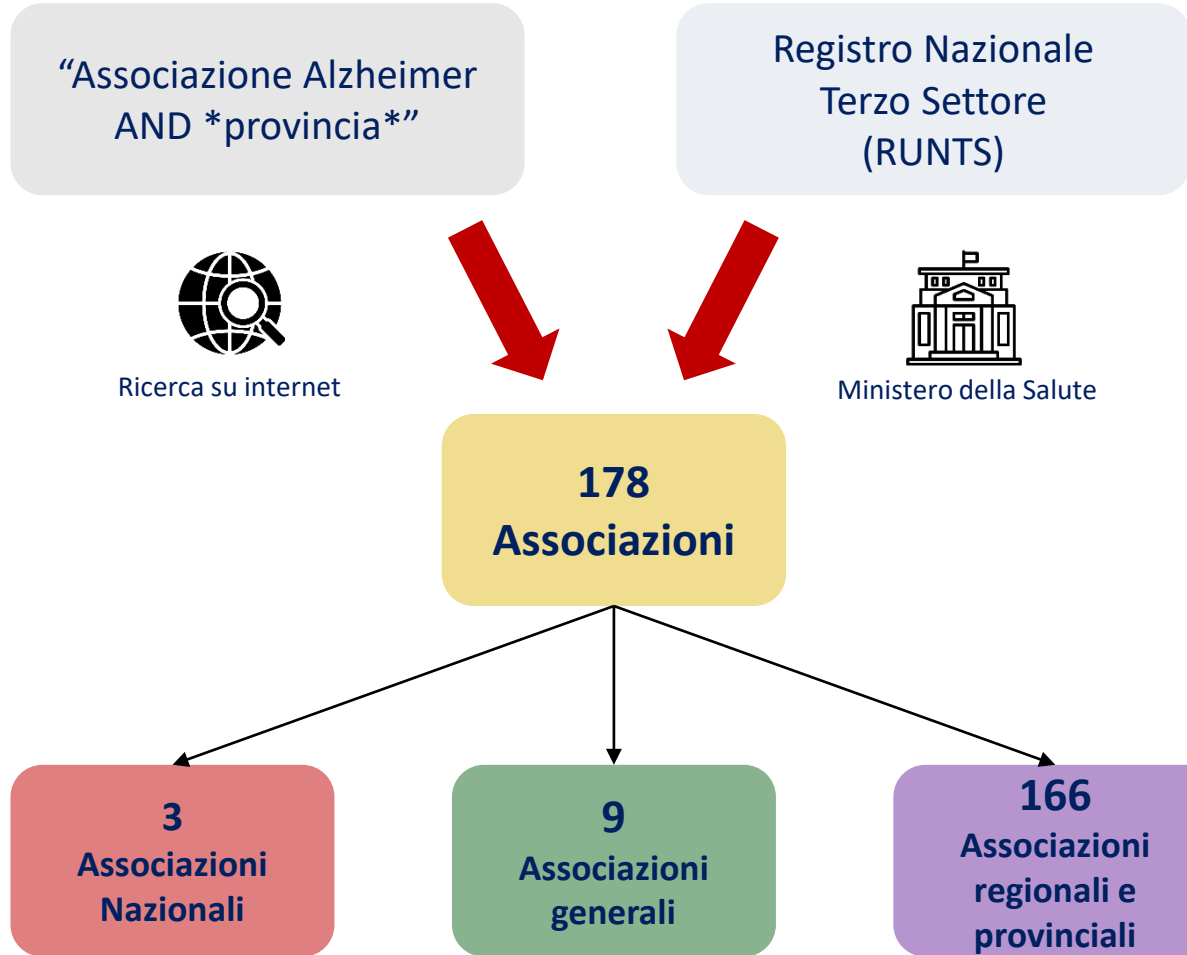 “Associazione Alzheimer
AND *provincia*”
Registro Nazionale
Terzo Settore
(RUNTS)
Ricerca su internet
Ministero della Salute
178
Associazioni
3
Associazioni
Nazionali
9
Associazioni
generali
166
Associazioni
regionali e
provinciali